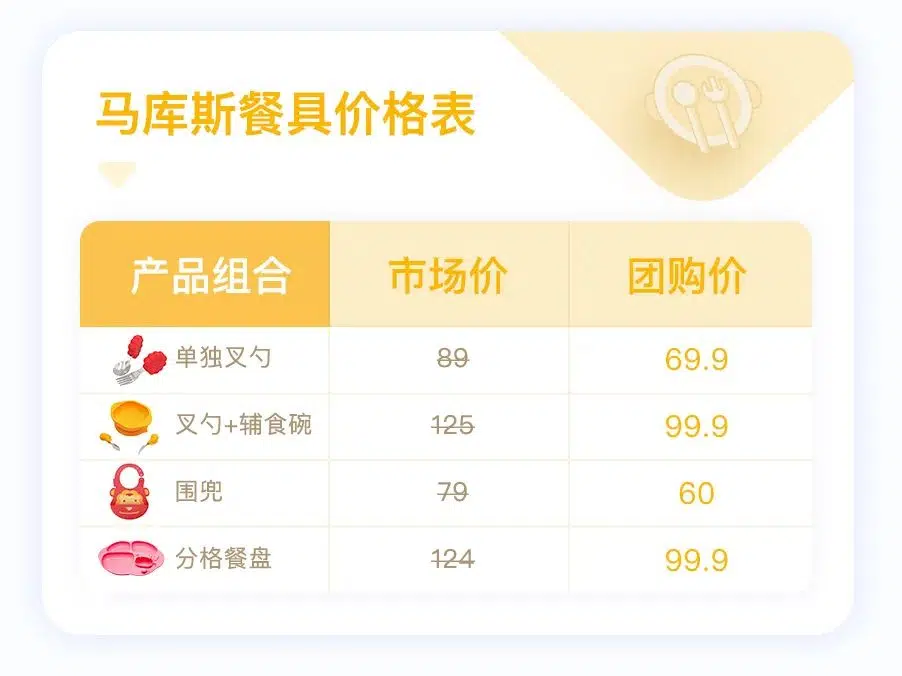 马库斯餐具价格表
产品组合 市场价 团购价
单独叉勺 89 69.9
叉勺+辅食碗 125 99.9
围兜 79 60
分格餐盘 124 99.9